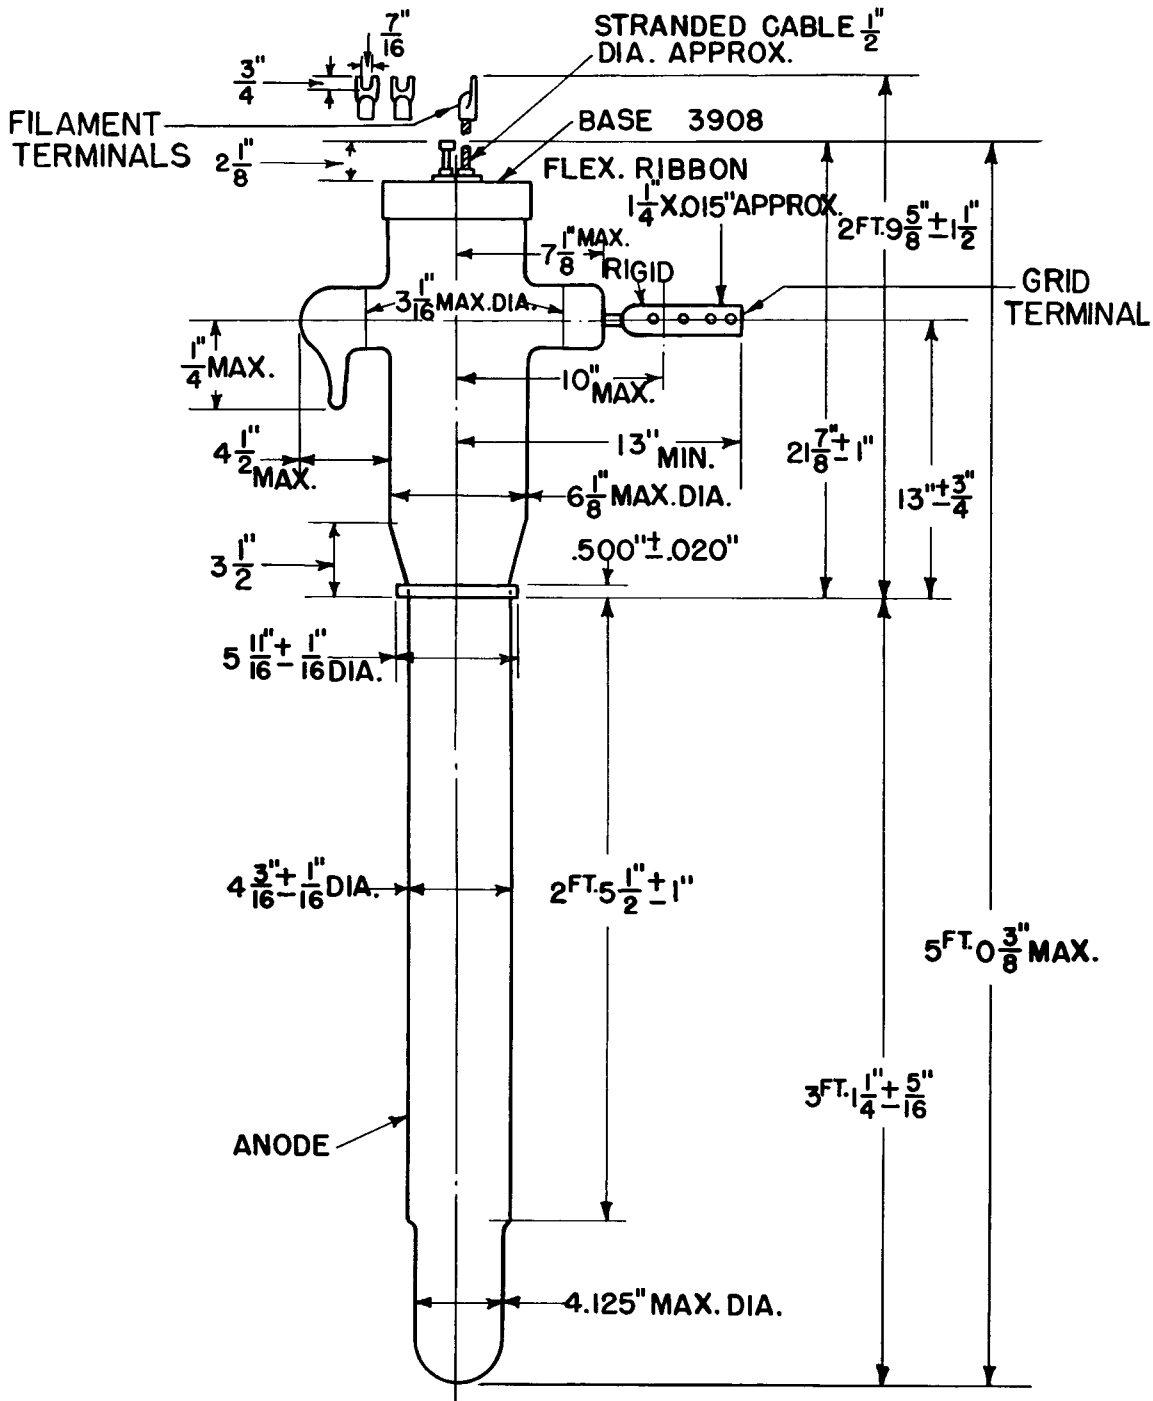 7"/16
STRANDED CABLE 1/2"
DIA. APPROX.
3/4"
FILAMENT
TERMINALS
BASE 3908
2 1/8"
FLEX. RIBBON
1 1/4" X .015" APPROX.
2 FT. 9 5/8" ± 1 1/2"
7 1/8" MAX.
RIGID
GRID
TERMINAL
3 1/16" MAX. DIA.
1/4" MAX.
10" MAX.
4 1/2" MAX.
13" MIN.
21 7/8" ± 1"
13" ± 3/4"
6 1/8" MAX. DIA.
3 1/2"
.500" ± .020"
5 11/16" ± 1/16" DIA.
4 3/16" ± 1/16" DIA.
2 FT. 5 1/2" ± 1"
5 FT. 0 3/8" MAX.
3 FT. 1 1/4" ± 5/16"
ANODE
4.125" MAX. DIA.